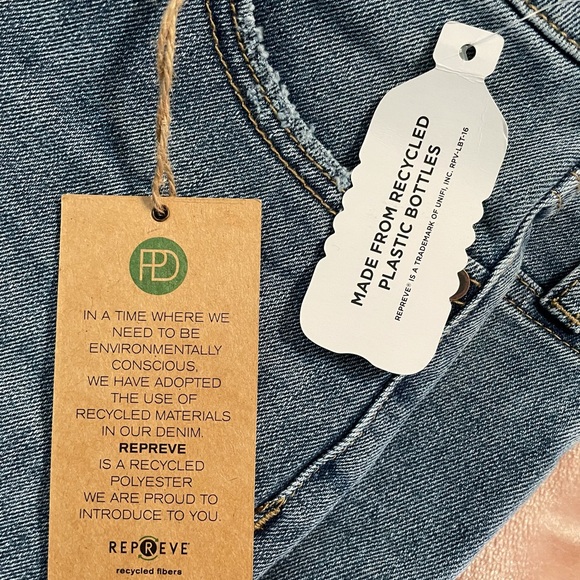 PD
IN A TIME WHERE WE
NEED TO BE
ENVIRONMENTALLY
CONSCIOUS,
WE HAVE ADOPTED
THE USE OF
RECYCLED MATERIALS
IN OUR DENIM.
REPREVE
IS A RECYCLED
POLYESTER
WE ARE PROUD TO
INTRODUCE TO YOU.
REPREVE®
recycled fibers
MADE FROM RECYCLED
PLASTIC BOTTLES
REPREVE® IS A TRADEMARK OF UNIFI, INC. RPV-LBT-16